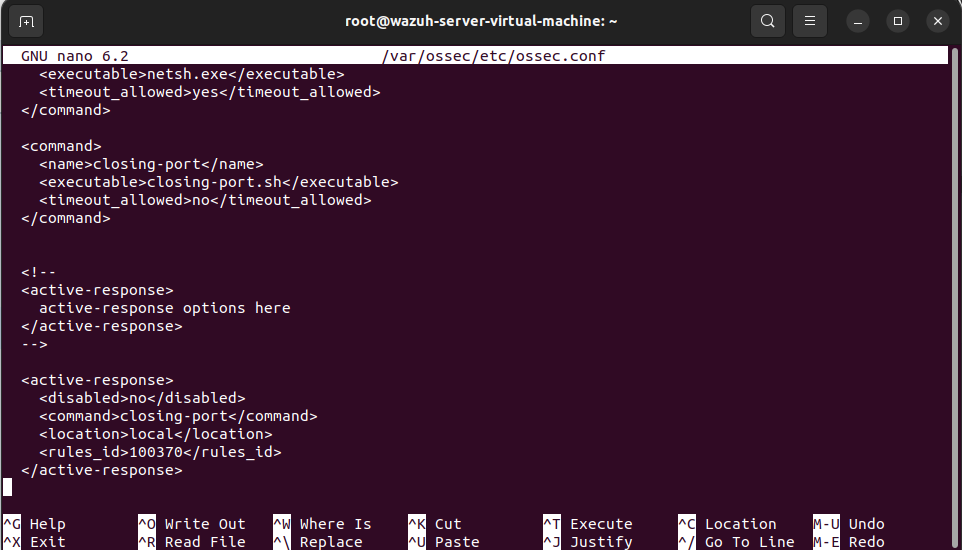 root@wazuh-server-virtual-machine: ~
GNU nano 6.2 /var/ossec/etc/ossec.conf
<executable>netsh.exe</executable>
<timeout_allowed>yes</timeout_allowed>
</command>
<command>
<name>closing-port</name>
<executable>closing-port.sh</executable>
<timeout_allowed>no</timeout_allowed>
</command>
<!--
<active-response>
active-response options here
</active-response>
-->
<active-response>
<disabled>no</disabled>
<command>closing-port</command>
<location>local</location>
<rules_id>100370</rules_id>
</active-response>
^G Help ^O Write Out ^W Where Is ^K Cut ^T Execute ^C Location M-U Undo
^X Exit ^R Read File ^\ Replace ^U Paste ^J Justify ^/ Go To Line M-E Redo